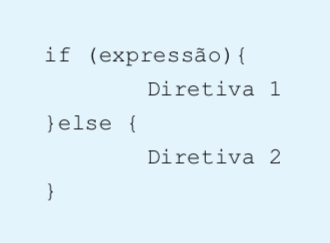 if (expressão){
Diretiva 1
}else {
Diretiva 2
}